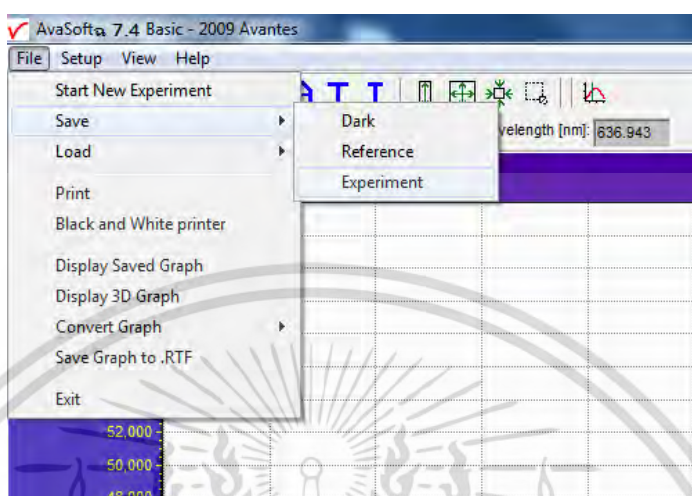 AvaSoft 7.4 Basic - 2009 Avantes
File Setup View Help
Start New Experiment
Save
Load
Print
Black and White printer
Display Saved Graph
Display 3D Graph
Convert Graph
Save Graph to .RTF
Exit
Dark
Reference
Experiment
velength [nm]: 636.943
52,000
50,000
48,000